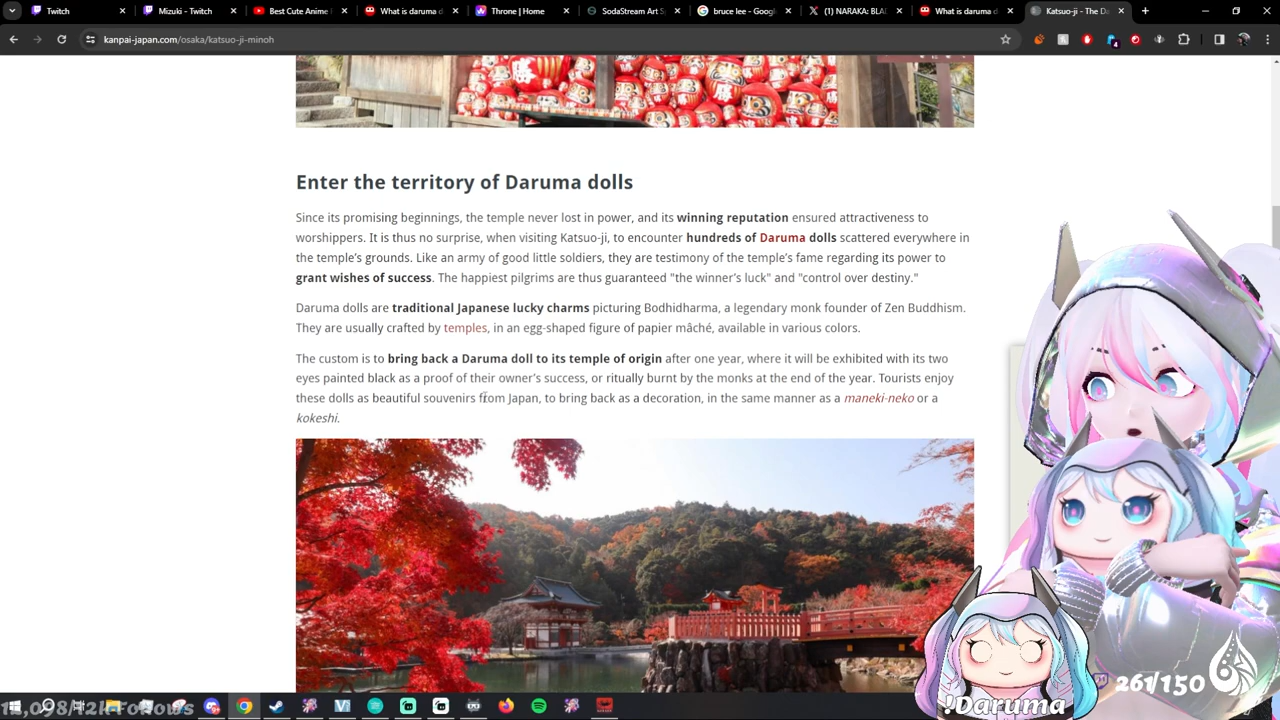 Twitch
Mizuki - Twitch
Best Cute Anime
What is daruma d
Throne | Home
SodaStream Art S
bruce lee - Googl
(1) NARAKA: BLA
What is daruma d
Katsuo-ji - The Da
kanpai-japan.com/osaka/katsuo-ji-minoh
4
Enter the territory of Daruma dolls
Since its promising beginnings, the temple never lost in power, and its winning reputation ensured attractiveness to
worshippers. It is thus no surprise, when visiting Katsuo-ji, to encounter hundreds of Daruma dolls scattered everywhere in
the temple's grounds. Like an army of good little soldiers, they are testimony of the temple's fame regarding its power to
grant wishes of success. The happiest pilgrims are thus guaranteed "the winner's luck" and "control over destiny."
Daruma dolls are traditional Japanese lucky charms picturing Bodhidharma, a legendary monk founder of Zen Buddhism.
They are usually crafted by temples, in an egg-shaped figure of papier mâché, available in various colors.
The custom is to bring back a Daruma doll to its temple of origin after one year, where it will be exhibited with its two
eyes painted black as a proof of their owner's success, or ritually burnt by the monks at the end of the year. Tourists enjoy
these dolls as beautiful souvenirs from Japan, to bring back as a decoration, in the same manner as a maneki-neko or a
kokeshi.
261/150
!Daruma